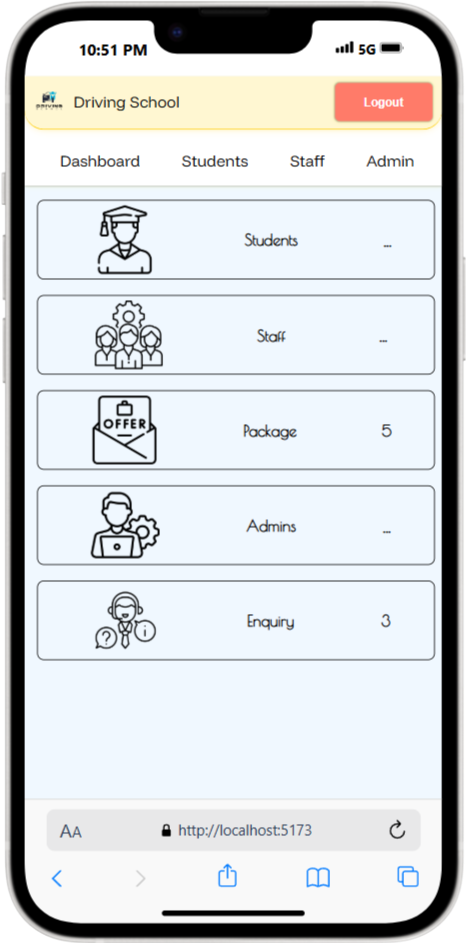 10:51 PM 5G
DRIVING
Driving School Logout
Dashboard Students Staff Admin
Students ...
Staff ...
OFFER
Package 5
Admins ...
? i
Enquiry 3
AA http://localhost:5173